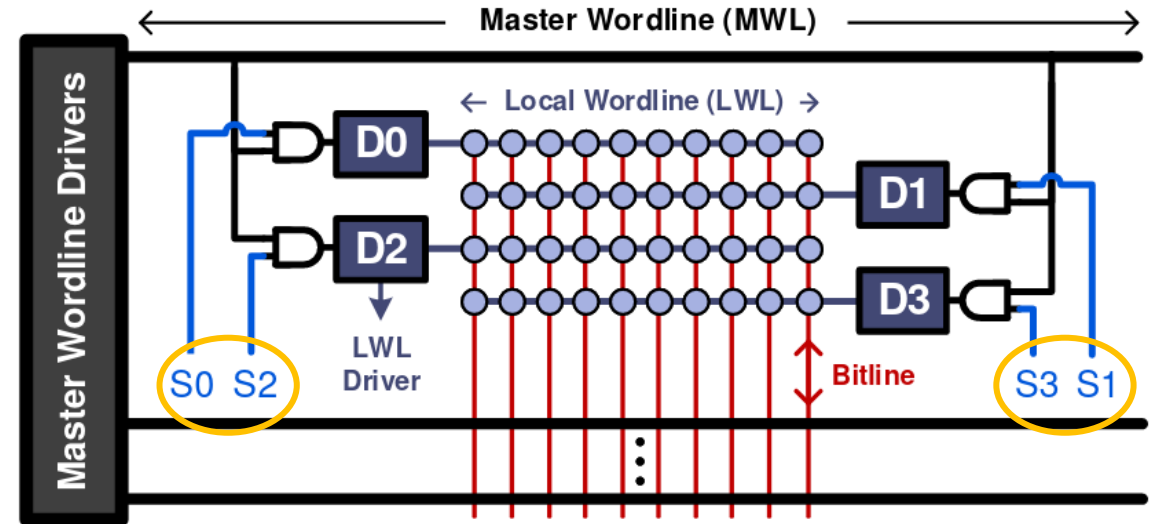 Master Wordline (MWL)
Master Wordline Drivers
Local Wordline (LWL)
D0
D1
D2
D3
LWL
Driver
Bitline
S0 S2
S3 S1